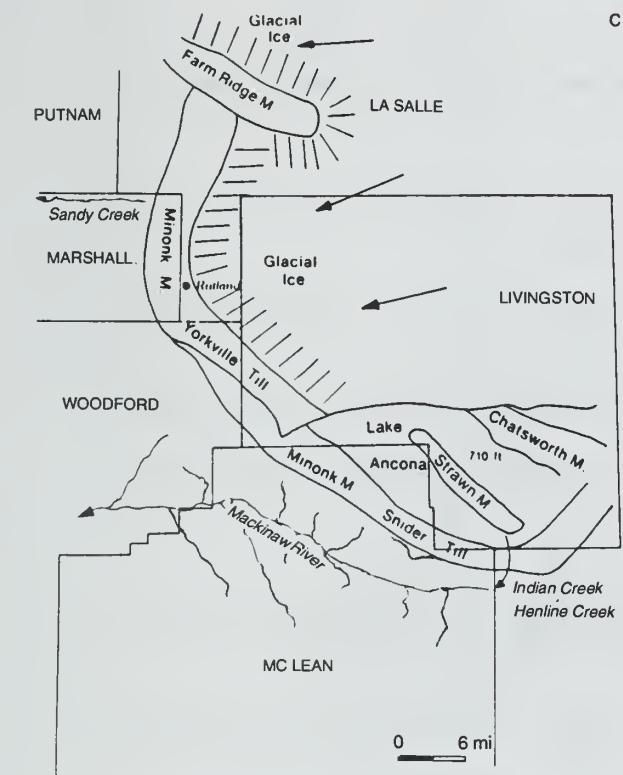 C
Glacial
Ice
Farm Ridge M
LA SALLE
PUTNAM
Sandy Creek
MARSHALL
Minonk M.
Glacial
Ice
Rutland
LIVINGSTON
Yorkville Till
WOODFORD
Lake
Chatsworth M.
710 ft
Ancona
Strawn M
Minonk M
Snider Till
Mackinaw River
Indian Creek
Henline Creek
MC LEAN
0 6 mi